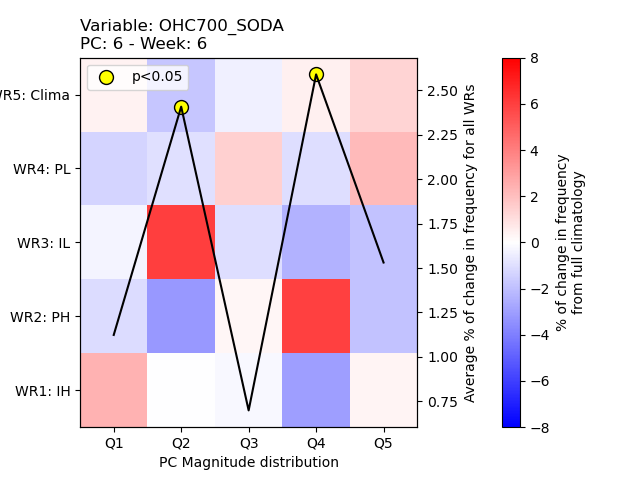 Variable: OHC700_SODA
PC: 6 - Week: 6
p<0.05
WR5: Clima
WR4: PL
WR3: IL
WR2: PH
WR1: IH
Q1 Q2 Q3 Q4 Q5
PC Magnitude distribution
2.50
2.25
2.00
1.75
1.50
1.25
1.00
0.75
Average % of change in frequency for all WRs
8
6
4
2
0
−2
−4
−6
−8
% of change in frequency
from full climatology